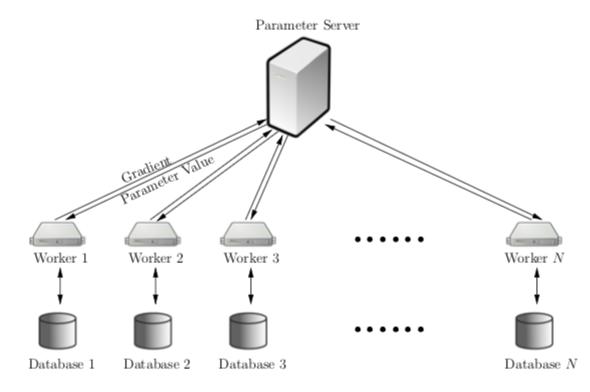 Parameter Server
Gradient
Parameter Value
Worker 1
Worker 2
Worker 3
Worker N
Database 1
Database 2
Database 3
Database N